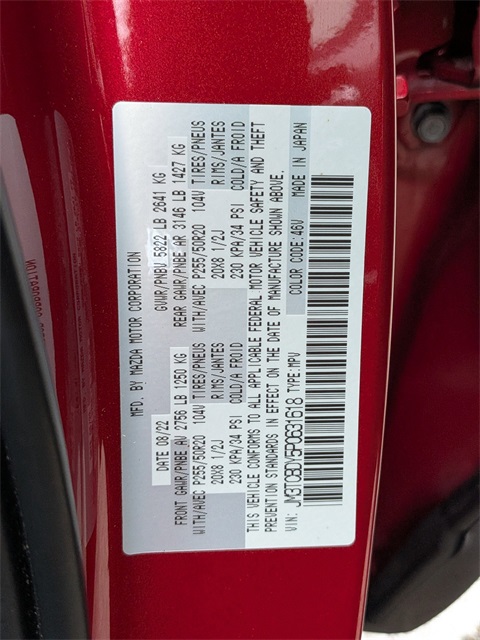 MFD. BY MAZDA MOTOR CORPORATION
DATE 08/22 GVWR/PNBV 5822 LB 2641 KG
FRONT GAWR/PNBE AV 2756 LB 1250 KG REAR GAWR/PNBE AR 3146 LB 1427 KG
WITH/AVEC P255/50R20 104V TIRES/PNEUS WITH/AVEC P255/50R20 104V TIRES/PNEUS
20X8 1/2J RIMS/JANTES 20X8 1/2J RIMS/JANTES
230 KPA/34 PSI COLD/A FROID 230 KPA/34 PSI COLD/A FROID
THIS VEHICLE CONFORMS TO ALL APPLICABLE FEDERAL MOTOR VEHICLE SAFETY AND THEFT
PREVENTION STANDARDS IN EFFECT ON THE DATE OF MANUFACTURE SHOWN ABOVE.
VIN: JM3TCBDY5P0631618 TYPE:MPV COLOR CODE:46V MADE IN JAPAN